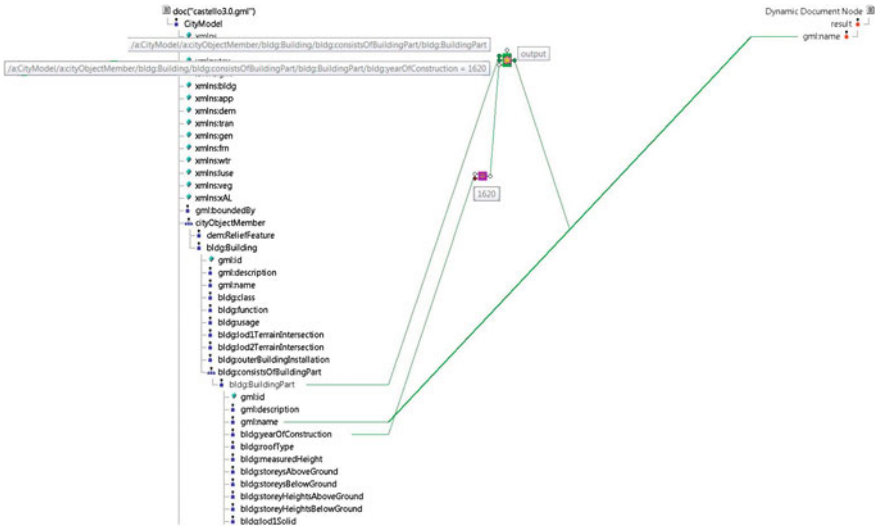 doc("castello3.0.gml")
CityModel
xmlns
/a:CityModel/a:cityObjectMember/bldg:Building/bldg:consistsOfBuildingPart/bldg:BuildingPart
/a:CityModel/a:cityObjectMember/bldg:Building/bldg:consistsOfBuildingPart/bldg:BuildingPart/bldg:yearOfConstruction = 1620
xmlns:bldg
xmlns:app
xmlns:dem
xmlns:tran
xmlns:gen
xmlns:frn
xmlns:wtr
xmlns:luse
xmlns:veg
xmlns:xAL
gml:boundedBy
cityObjectMember
dem:ReliefFeature
bldg:Building
gml:id
gml:description
gml:name
bldg:class
bldg:function
bldg:usage
bldg:lod1TerrainIntersection
bldg:lod2TerrainIntersection
bldg:outerBuildingInstallation
bldg:consistsOfBuildingPart
bldg:BuildingPart
gml:id
gml:description
gml:name
bldg:yearOfConstruction
bldg:roofType
bldg:measuredHeight
bldg:storeysAboveGround
bldg:storeysBelowGround
bldg:storeyHeightsAboveGround
bldg:storeyHeightsBelowGround
bldg:lod1Solid
output
1620
Dynamic Document Node
result
gml:name